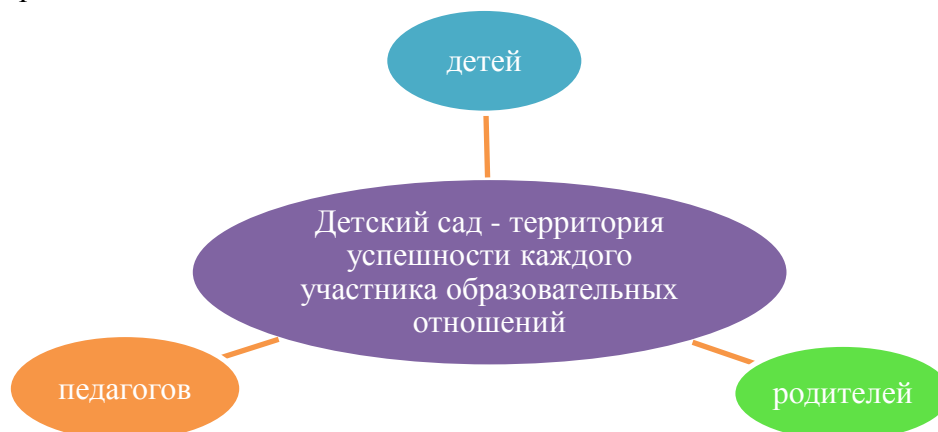 детей
Детский сад - территория
успешности каждого
участника образовательных
отношений
педагогов
родителей